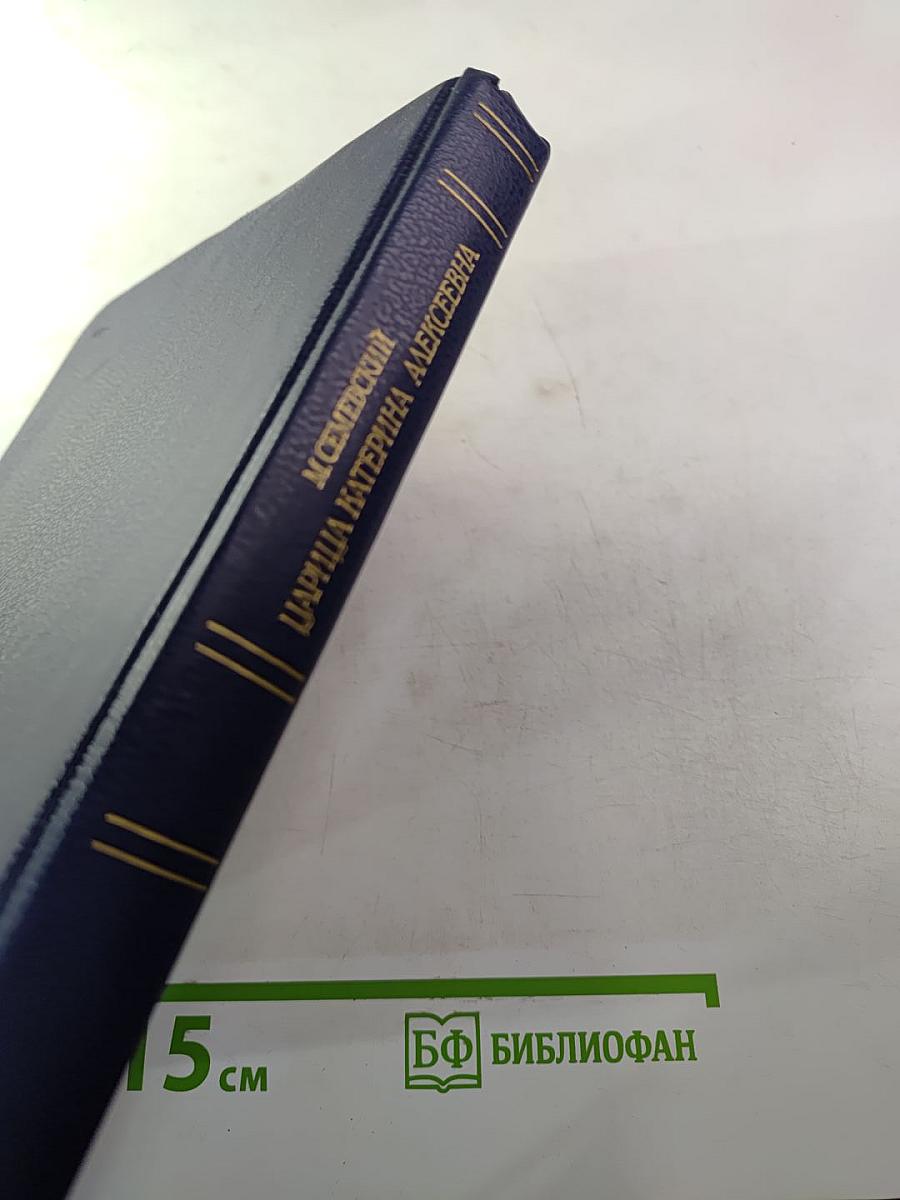 М. СЕМЕВСКИЙ
ЦАРИЦА КАТЕРИНА АЛЕКСЕЕВНА
15 см
БФ БИБЛИОФАН